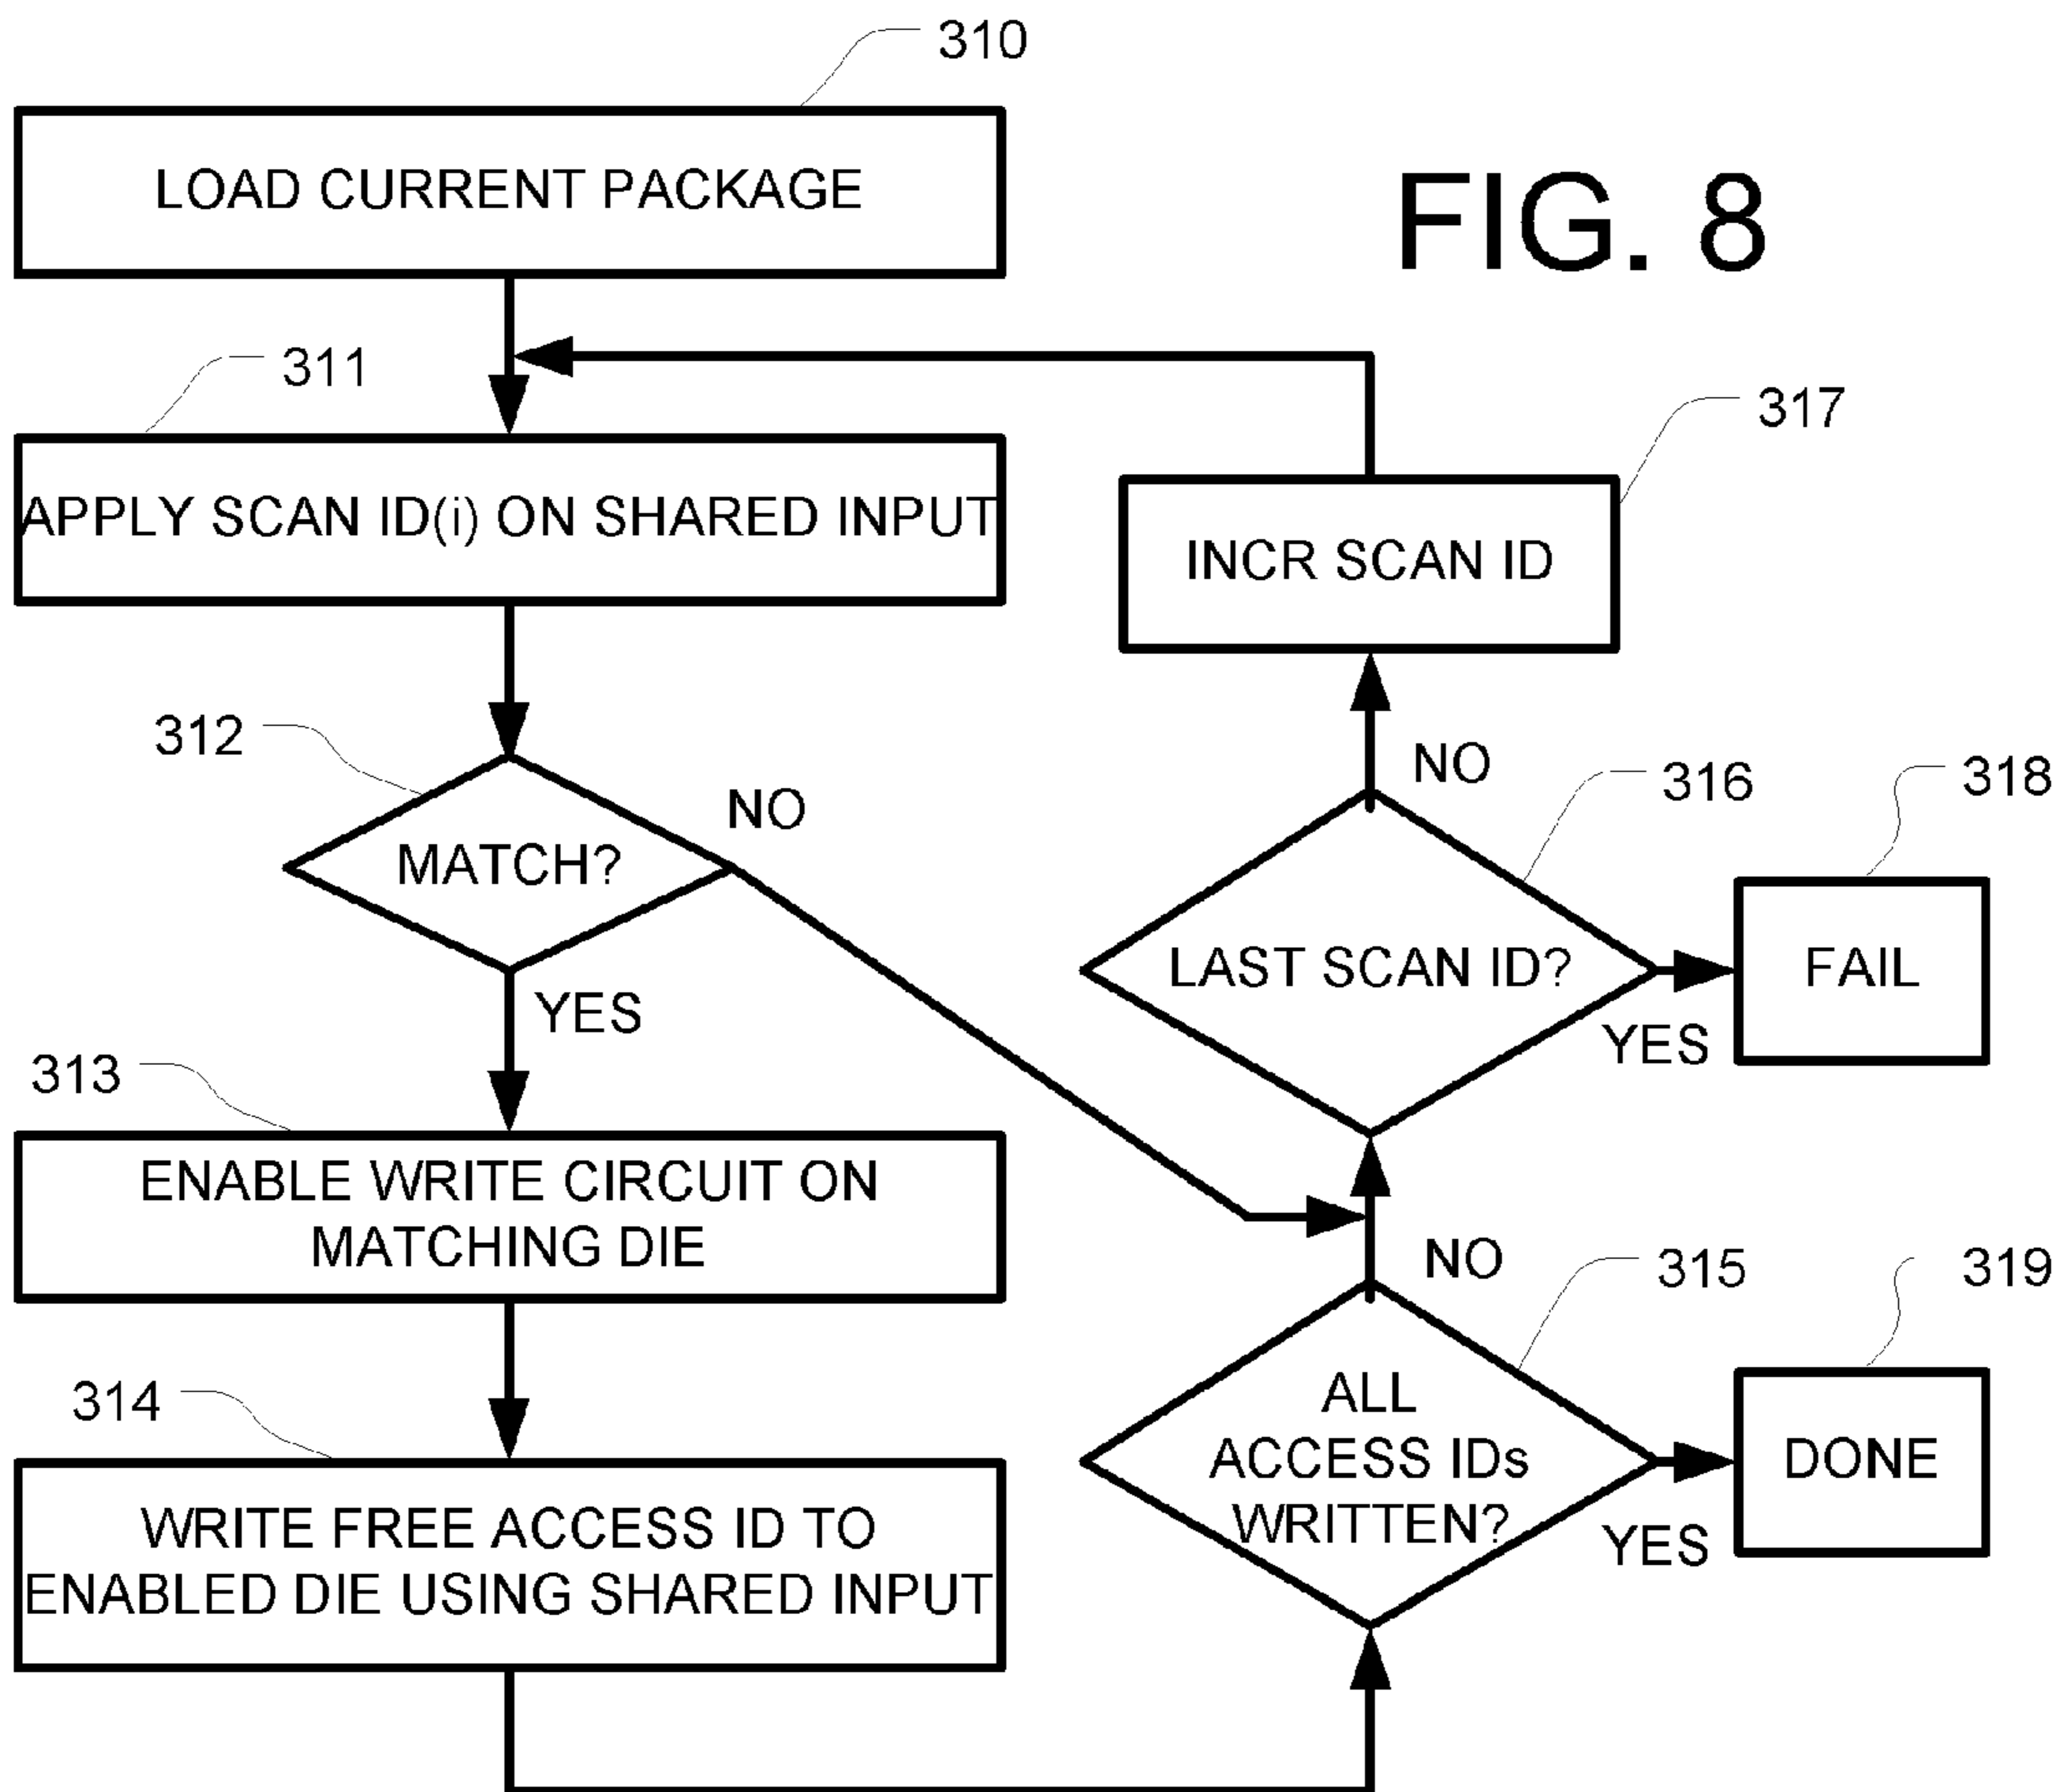 310
LOAD CURRENT PACKAGE
FIG. 8
311
APPLY SCAN ID(i) ON SHARED INPUT
317
INCR SCAN ID
312
MATCH?
NO
YES
NO
316
LAST SCAN ID?
YES
318
FAIL
313
ENABLE WRITE CIRCUIT ON
MATCHING DIE
314
WRITE FREE ACCESS ID TO
ENABLED DIE USING SHARED INPUT
NO
315
ALL
ACCESS IDs
WRITTEN?
YES
319
DONE